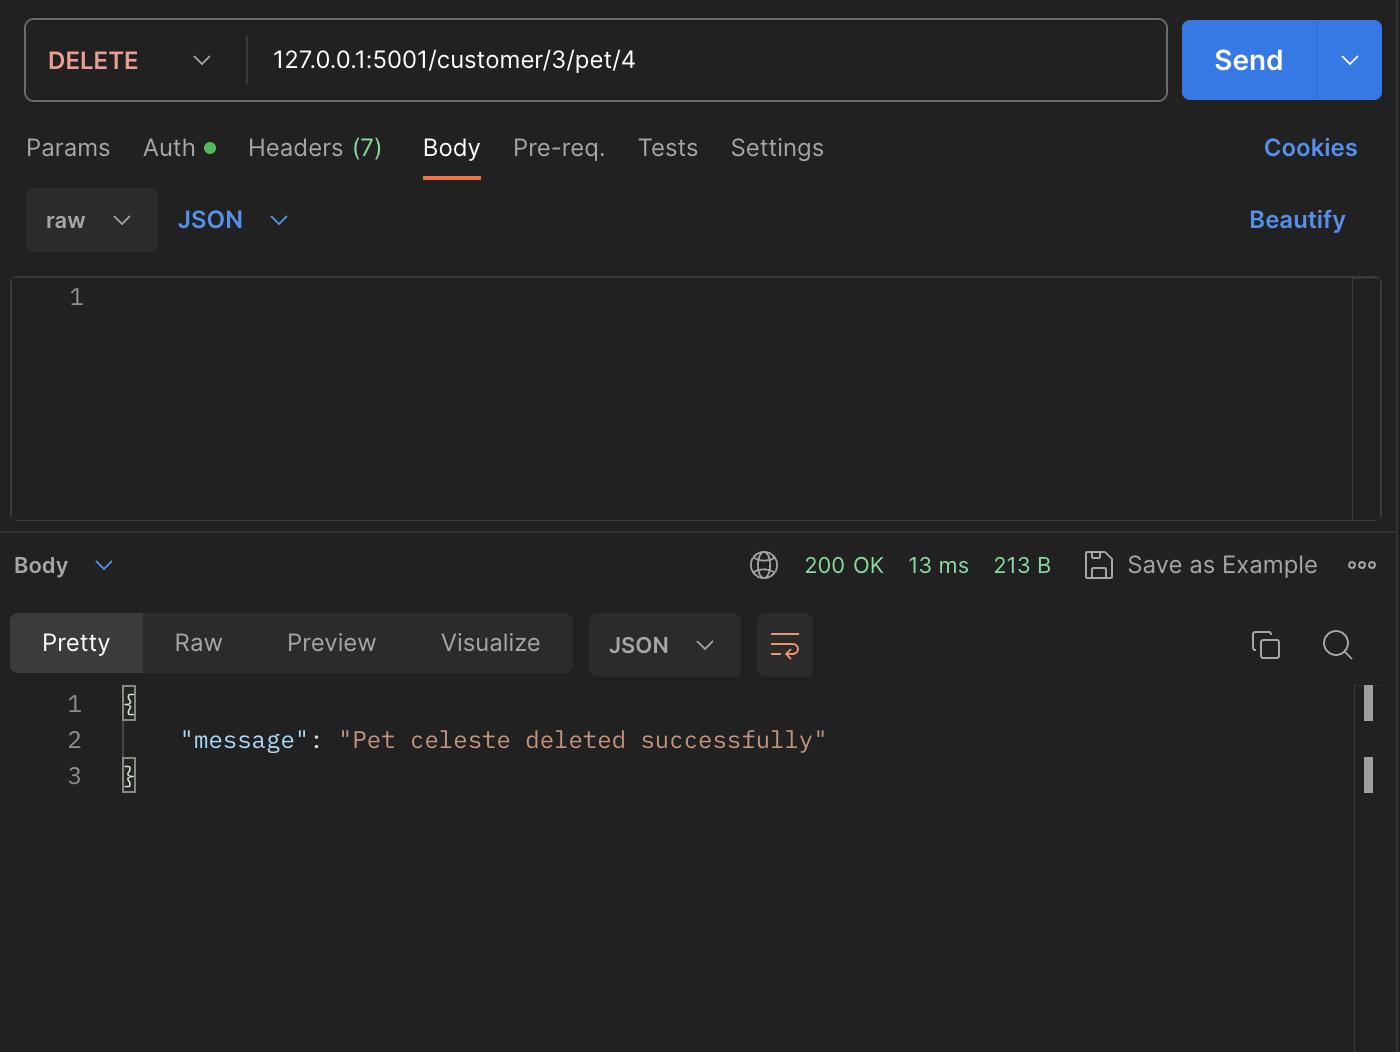 DELETE 127.0.0.1:5001/customer/3/pet/4 Send
Params Auth Headers (7) Body Pre-req. Tests Settings Cookies
raw JSON Beautify
1
Body 200 OK 13 ms 213 B Save as Example
Pretty Raw Preview Visualize JSON
1 {
2 "message": "Pet celeste deleted successfully"
3 }